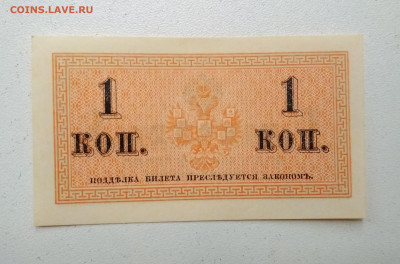 COINS.LAVE.RU
1 1
КОП. КОП.
ПОДДѢЛКА БИЛЕТА ПРЕСЛѢДУЕТСЯ ЗАКОНОМЪ.